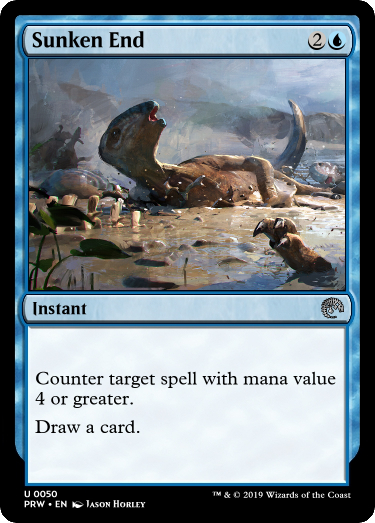 Sunken End 2
Instant
Counter target spell with mana value
4 or greater.
Draw a card.
U 0050
PRW • EN Jason Horley
™ & © 2019 Wizards of the Coast